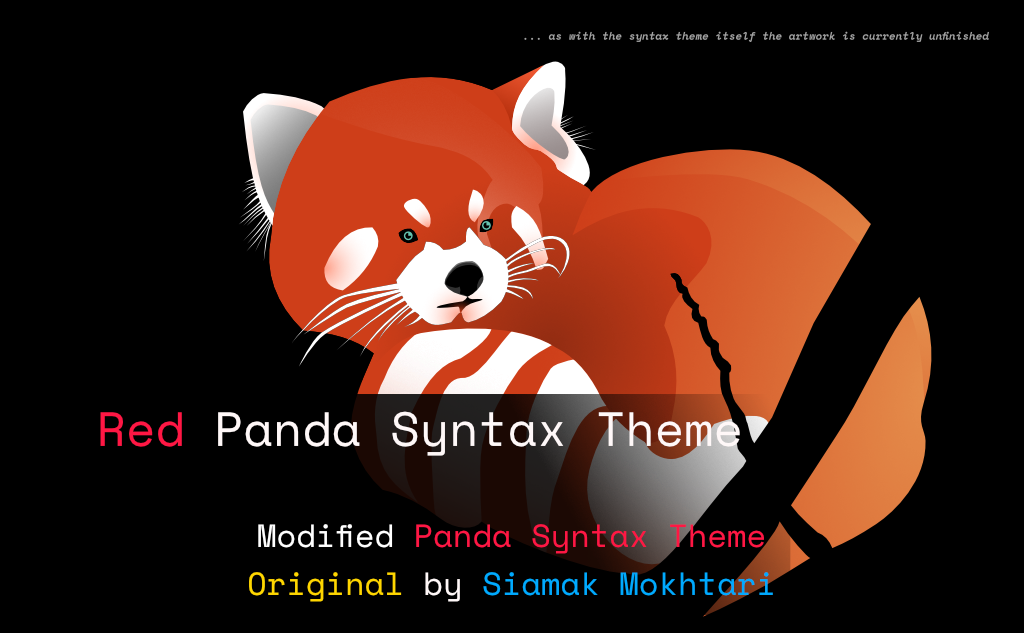 ... as with the syntax theme itself the artwork is currently unfinished
Red Panda Syntax Theme
Modified Panda Syntax Theme
Original by Siamak Mokhtari